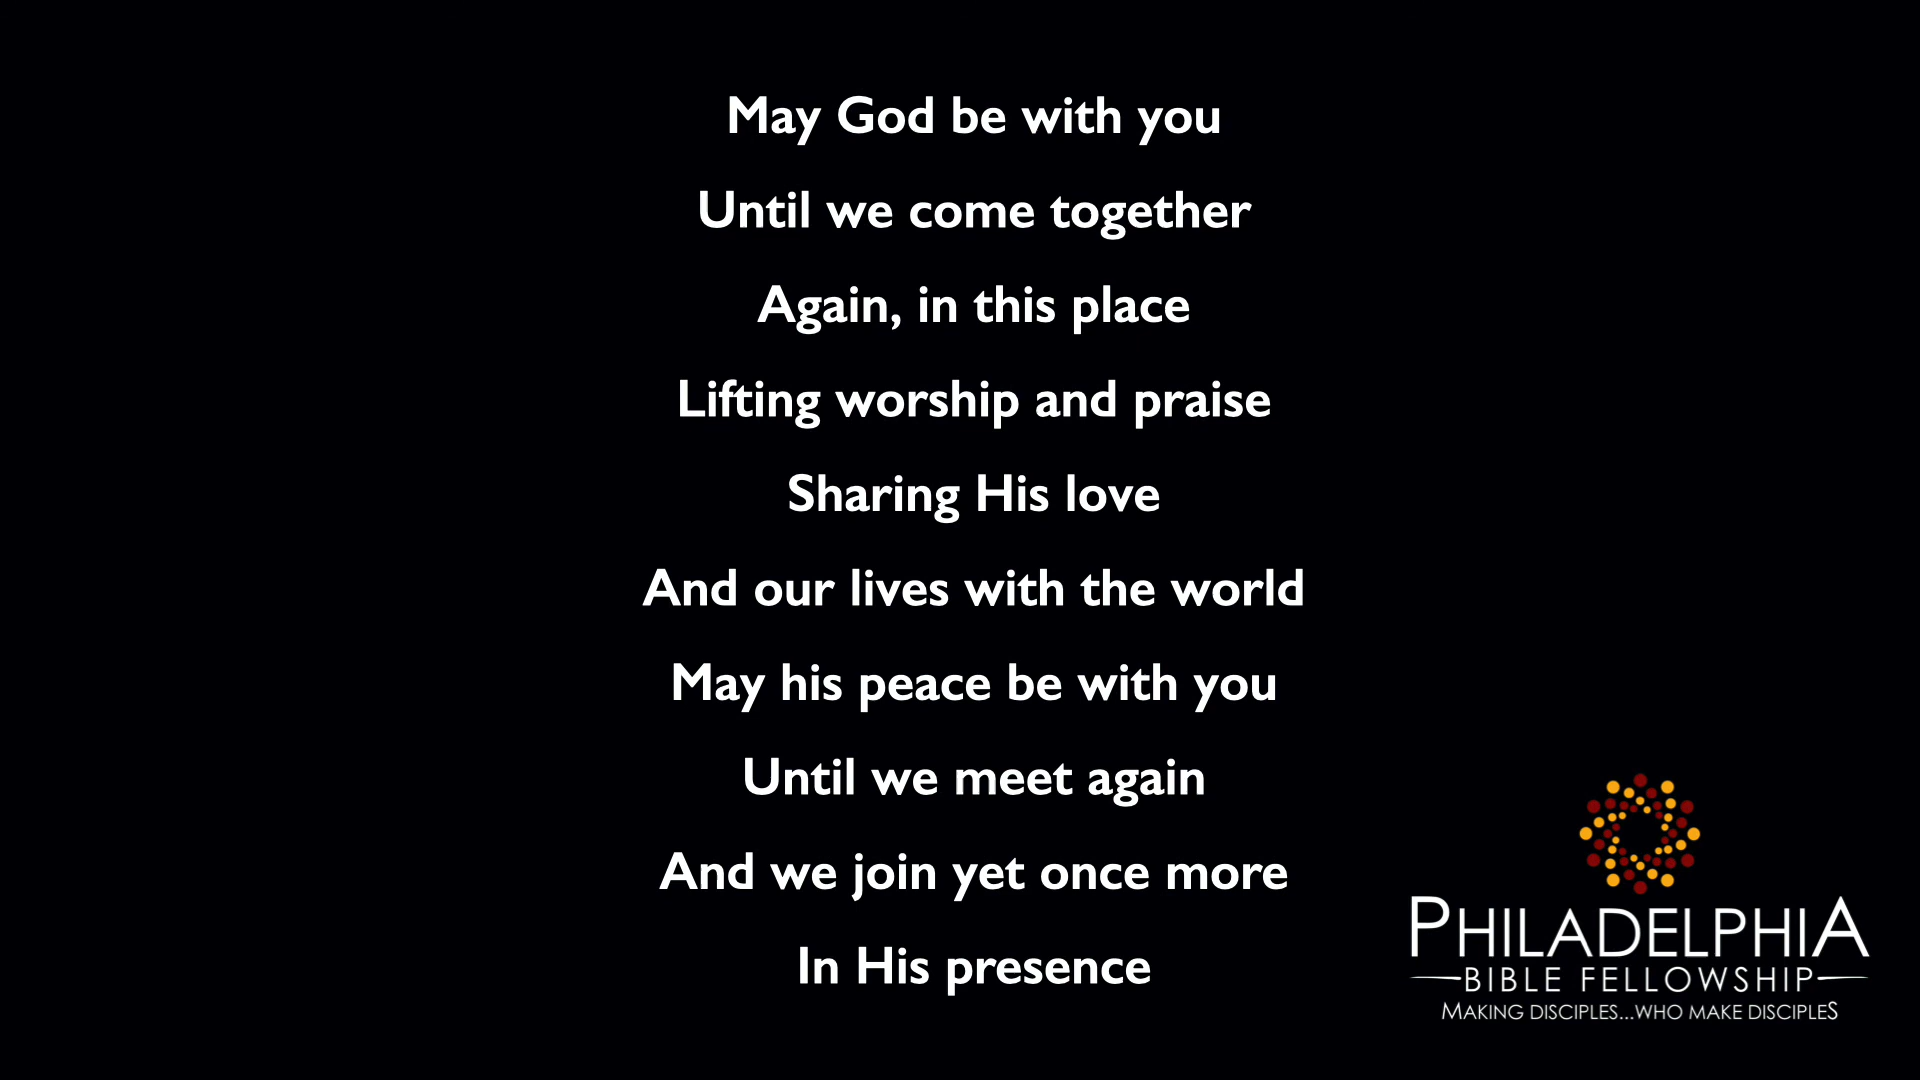 May God be with you
Until we come together
Again, in this place
Lifting worship and praise
Sharing His love
And our lives with the world
May his peace be with you
Until we meet again
And we join yet once more
In His presence
PHILADELPHIA
BIBLE FELLOWSHIP
MAKING DISCIPLES...WHO MAKE DISCIPLES